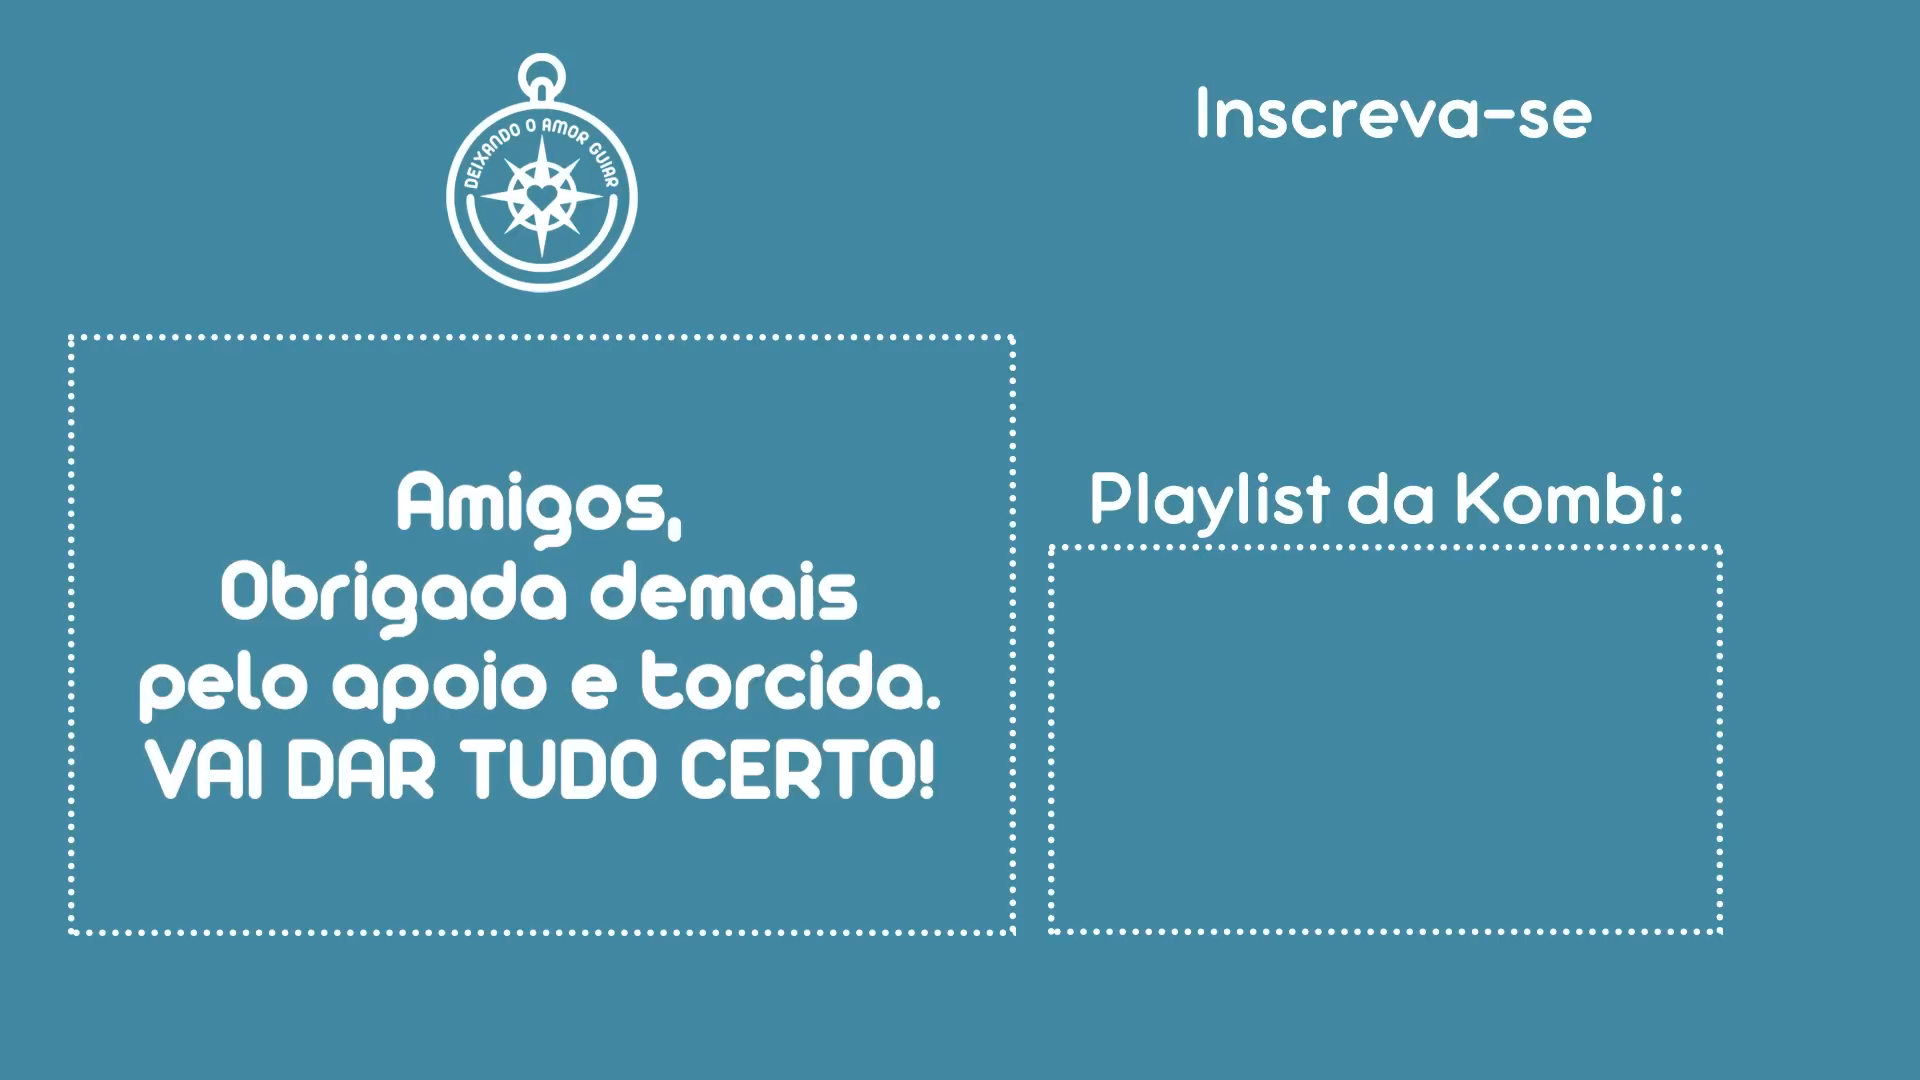 DEIXANDO O AMOR GUIAR
Inscreva-se
Amigos,
Obrigada demais
pelo apoio e torcida.
VAI DAR TUDO CERTO!
Playlist da Kombi: